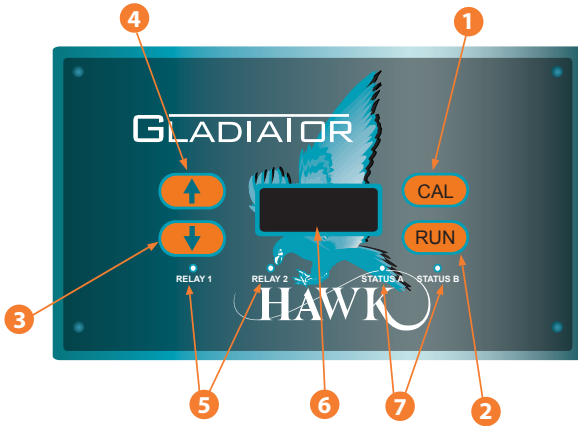 4
1
GLADIATOR
CAL
RUN
RELAY 1
RELAY 2
STATUS A
STATUS B
HAWK
3
5
6
7
2